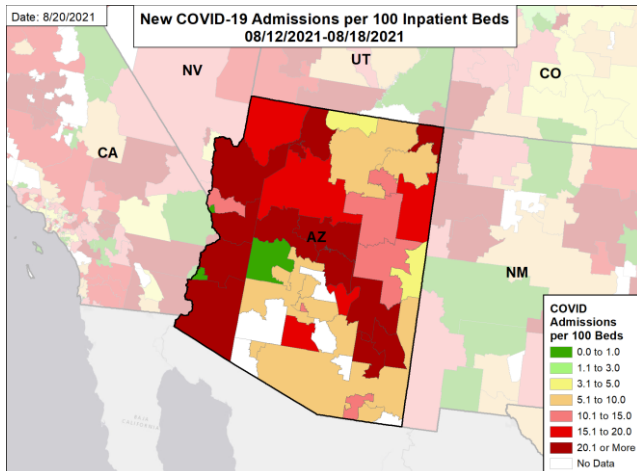 Date: 8/20/2021
New COVID-19 Admissions per 100 Inpatient Beds
08/12/2021-08/18/2021
UT
NV
CO
CA
AZ
NM
BAJA
CALIFORNIA
COVID
Admissions
per 100 Beds
0.0 to 1.0
1.1 to 3.0
3.1 to 5.0
5.1 to 10.0
10.1 to 15.0
15.1 to 20.0
20.1 or More
No Data